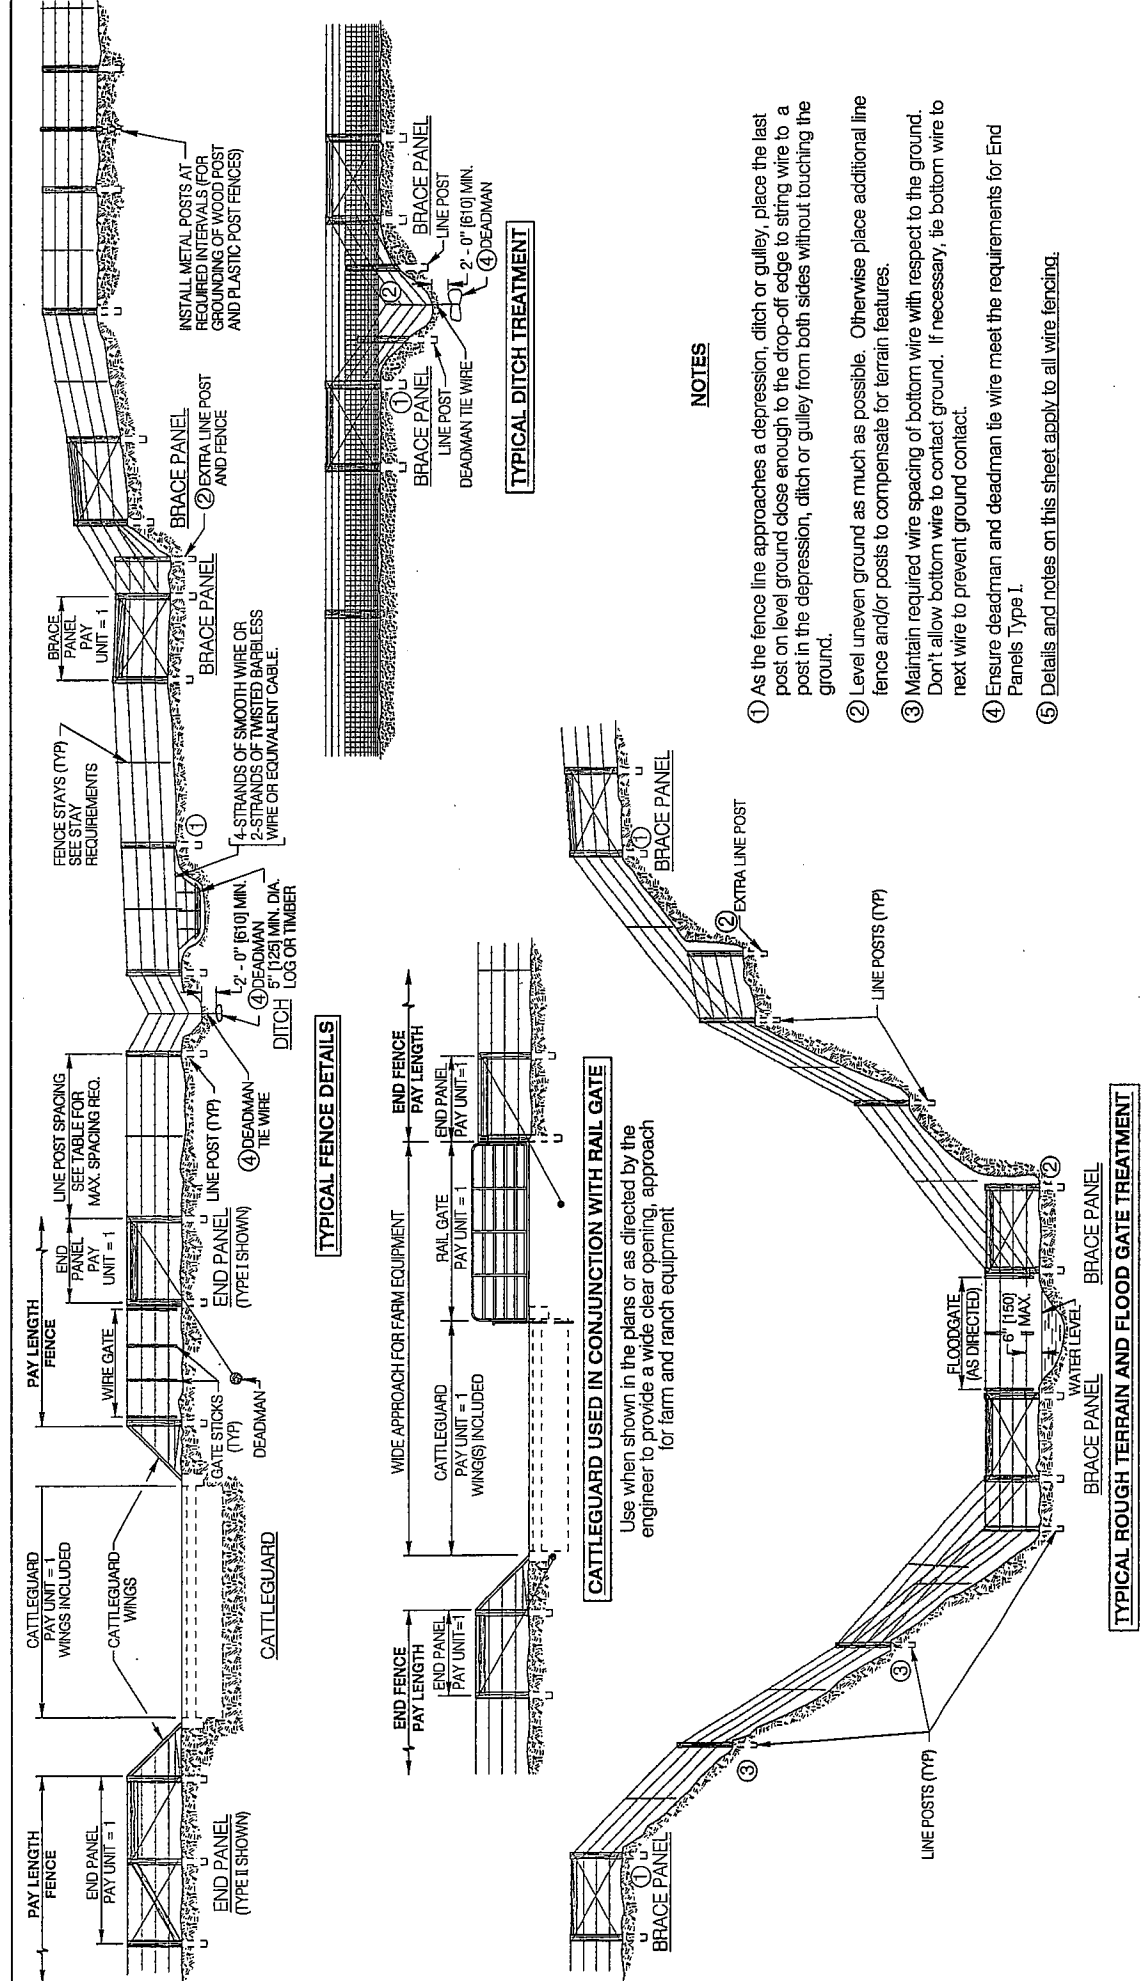 PAY LENGTH
FENCE
END PANEL
PAY UNIT = 1
END PANEL
(TYPE II SHOWN)
CATTLEGUARD
PAY UNIT = 1
WINGS INCLUDED
CATTLEGUARD
WINGS
CATTLEGUARD
PAY LENGTH
FENCE
WIRE GATE
GATE STICKS
(TYP)
DEADMAN
END
PANEL
PAY
UNIT = 1
END PANEL
(TYPE I SHOWN)
LINE POST SPACING
SEE TABLE FOR
MAX. SPACING REQ.
LINE POST (TYP)
④ DEADMAN
TIE WIRE
2' - 0" [610] MIN.
④ DEADMAN
5" [125] MIN. DIA.
LOG OR TIMBER
DITCH
①
4-STRANDS OF SMOOTH WIRE OR
2-STRANDS OF TWISTED BARBLESS
WIRE OR EQUIVALENT CABLE.
FENCE STAYS (TYP)
SEE STAY
REQUIREMENTS
BRACE
PANEL
PAY
UNIT = 1
BRACE PANEL
② EXTRA LINE POST
AND FENCE
BRACE PANEL
INSTALL METAL POSTS AT
REQUIRED INTERVALS (FOR
GROUNDING OF WOOD POST
AND PLASTIC POST FENCES)
TYPICAL FENCE DETAILS
①
BRACE PANEL
LINE POST
DEADMAN TIE WIRE
②
BRACE PANEL
LINE POST
2' - 0" [610] MIN.
④ DEADMAN
TYPICAL DITCH TREATMENT
END FENCE
PAY LENGTH
END PANEL
PAY UNIT=1
WIDE APPROACH FOR FARM EQUIPMENT
CATTLEGUARD
PAY UNIT = 1
WING(S) INCLUDED
RAIL GATE
PAY UNIT = 1
END FENCE
PAY LENGTH
END PANEL
PAY UNIT=1
CATTLEGUARD USED IN CONJUNCTION WITH RAIL GATE
Use when shown in the plans or as directed by the
engineer to provide a wide clear opening, approach
for farm and ranch equipment
①
BRACE PANEL
③
③
LINE POSTS (TYP)
BRACE PANEL
FLOODGATE
(AS DIRECTED)
6" [150]
MAX.
WATER LEVEL
BRACE PANEL
②
LINE POSTS (TYP)
② EXTRA LINE POST
①
BRACE PANEL
TYPICAL ROUGH TERRAIN AND FLOOD GATE TREATMENT
NOTES
① As the fence line approaches a depression, ditch or gulley, place the last
post on level ground close enough to the drop-off edge to string wire to a
post in the depression, ditch or gulley from both sides without touching the
ground.
② Level uneven ground as much as possible. Otherwise place additional line
fence and/or posts to compensate for terrain features.
③ Maintain required wire spacing of bottom wire with respect to the ground.
Don't allow bottom wire to contact ground. If necessary, tie bottom wire to
next wire to prevent ground contact.
④ Ensure deadman and deadman tie wire meet the requirements for End
Panels Type I.
⑤ Details and notes on this sheet apply to all wire fencing.